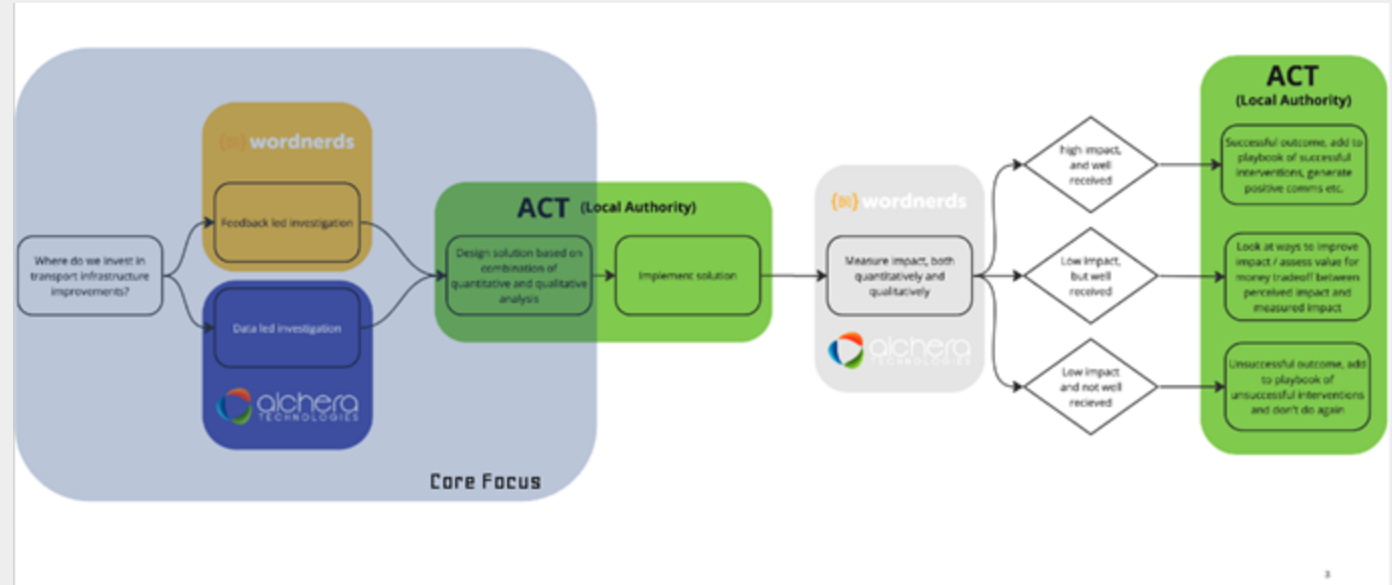 Where do we invest in
transport infrastructure
improvements?
{B} wordnerds
Feedback led investigation
Data led investigation
alchera
TECHNOLOGIES
ACT (Local Authority)
Design solution based on
combination of
quantitative and qualitative
analysis
Implement solution
Core Focus
wordnerds
Measure impact, both
quantitatively and
qualitatively
alchera
TECHNOLOGIES
high impact,
and well
received
Low impact,
but well
received
Low impact
and not well
recieved
ACT
(Local Authority)
Successful outcome, add to
playbook of successful
interventions, generate
positive comms etc.
Look at ways to improve
impact / assess value for
money tradeoff between
perceived impact and
measured impact
Unsuccessful outcome, add
to playbook of
unsuccessful interventions
and don't do again
3